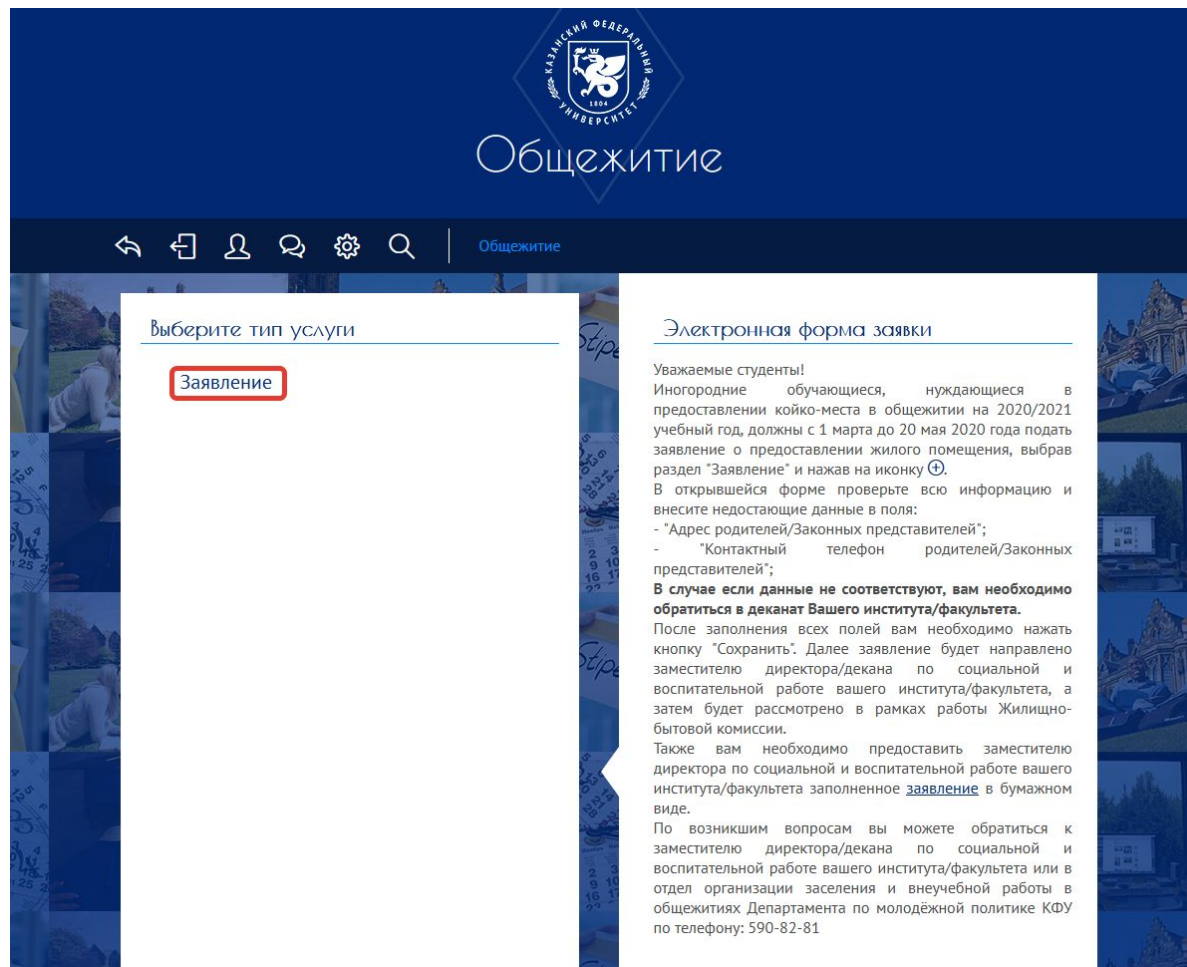 КАЗАНСКИЙ ФЕДЕРАЛЬНЫЙ
УНИВЕРСИТЕТ
1804
Общежитие
Общежитие
Выберите тип услуги
Заявление
Электронная форма заявки
Уважаемые студенты!
Иногородние обучающиеся, нуждающиеся в
предоставлении койко-места в общежитии на 2020/2021
учебный год, должны с 1 марта до 20 мая 2020 года подать
заявление о предоставлении жилого помещения, выбрав
раздел "Заявление" и нажав на иконку ⊕.
В открывшейся форме проверьте всю информацию и
внесите недостающие данные в поля:
- "Адрес родителей/Законных представителей";
- "Контактный телефон родителей/Законных
представителей";
В случае если данные не соответствуют, вам необходимо
обратиться в деканат Вашего института/факультета.
После заполнения всех полей вам необходимо нажать
кнопку "Сохранить". Далее заявление будет направлено
заместителю директора/декана по социальной и
воспитательной работе вашего института/факультета, а
затем будет рассмотрено в рамках работы Жилищно-
бытовой комиссии.
Также вам необходимо предоставить заместителю
директора по социальной и воспитательной работе вашего
института/факультета заполненное заявление в бумажном
виде.
По возникшим вопросам вы можете обратиться к
заместителю директора/декана по социальной и
воспитательной работе вашего института/факультета или в
отдел организации заселения и внеучебной работы в
общежитиях Департамента по молодёжной политике КФУ
по телефону: 590-82-81